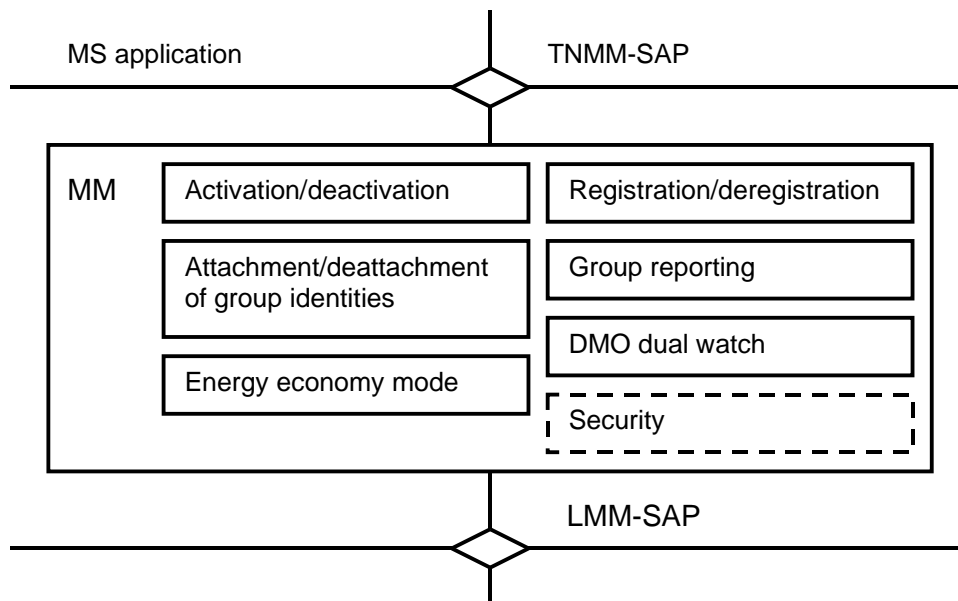 MS application
TNMM-SAP
MM
Activation/deactivation
Registration/deregistration
Attachment/deattachment
of group identities
Group reporting
DMO dual watch
Energy economy mode
Security
LMM-SAP